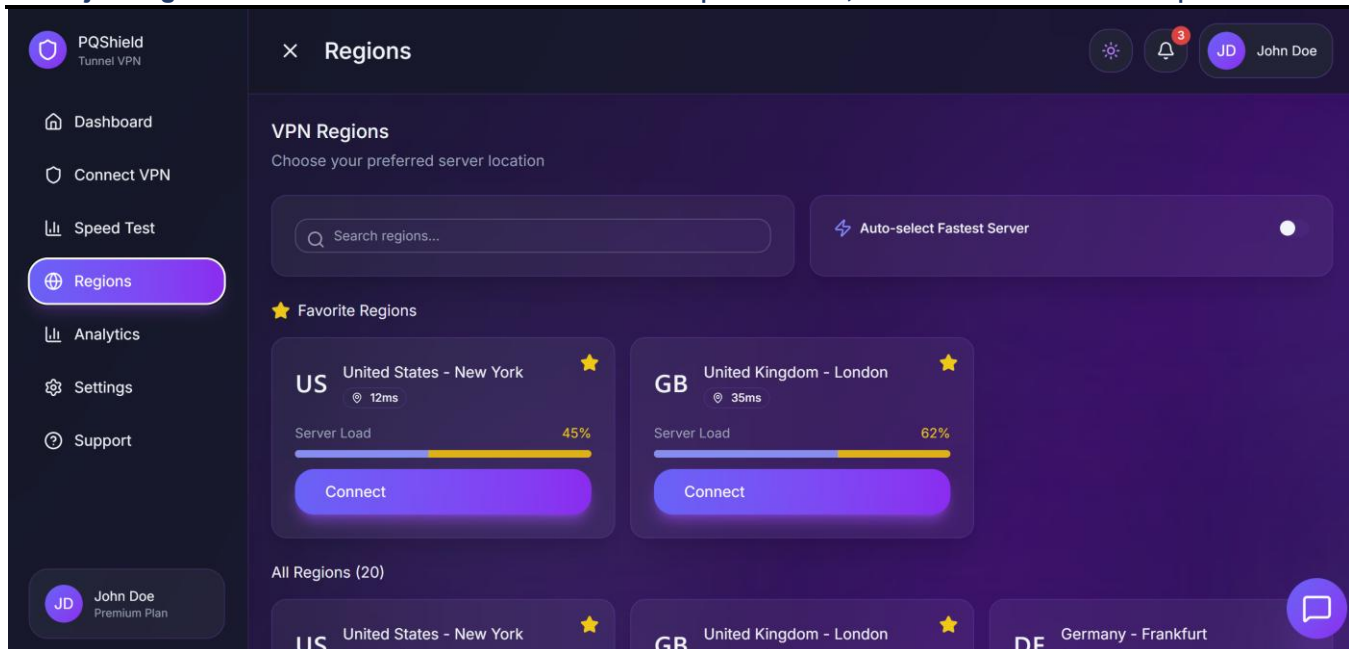 PQShield
Tunnel VPN
Regions
3
JD
John Doe
Dashboard
Connect VPN
Speed Test
Regions
Analytics
Settings
Support
JD
John Doe
Premium Plan
VPN Regions
Choose your preferred server location
Search regions...
Auto-select Fastest Server
Favorite Regions
US
United States - New York
12ms
Server Load 45%
Connect
GB
United Kingdom - London
35ms
Server Load 62%
Connect
All Regions (20)
US
United States - New York
GB
United Kingdom - London
DE
Germany - Frankfurt